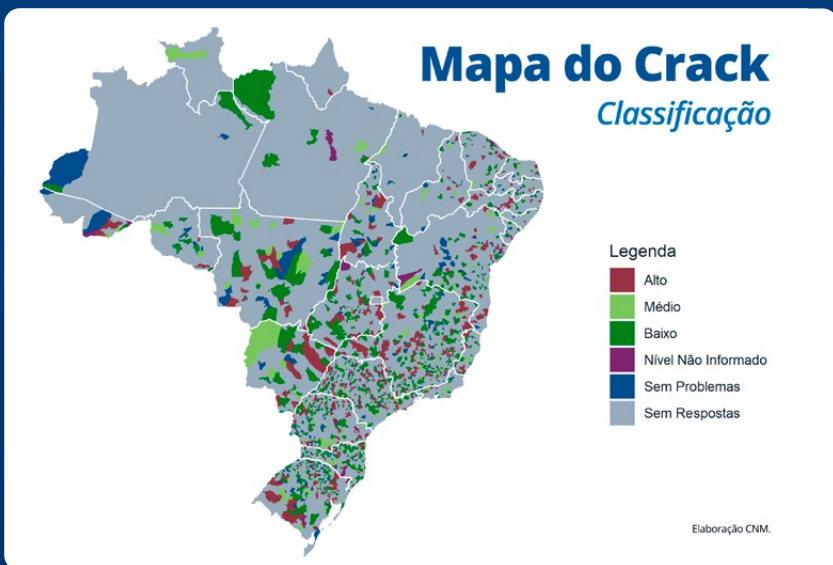 Mapa do Crack
Classificação
Legenda
Alto
Médio
Baixo
Nível Não Informado
Sem Problemas
Sem Respostas
Elaboração CNM.